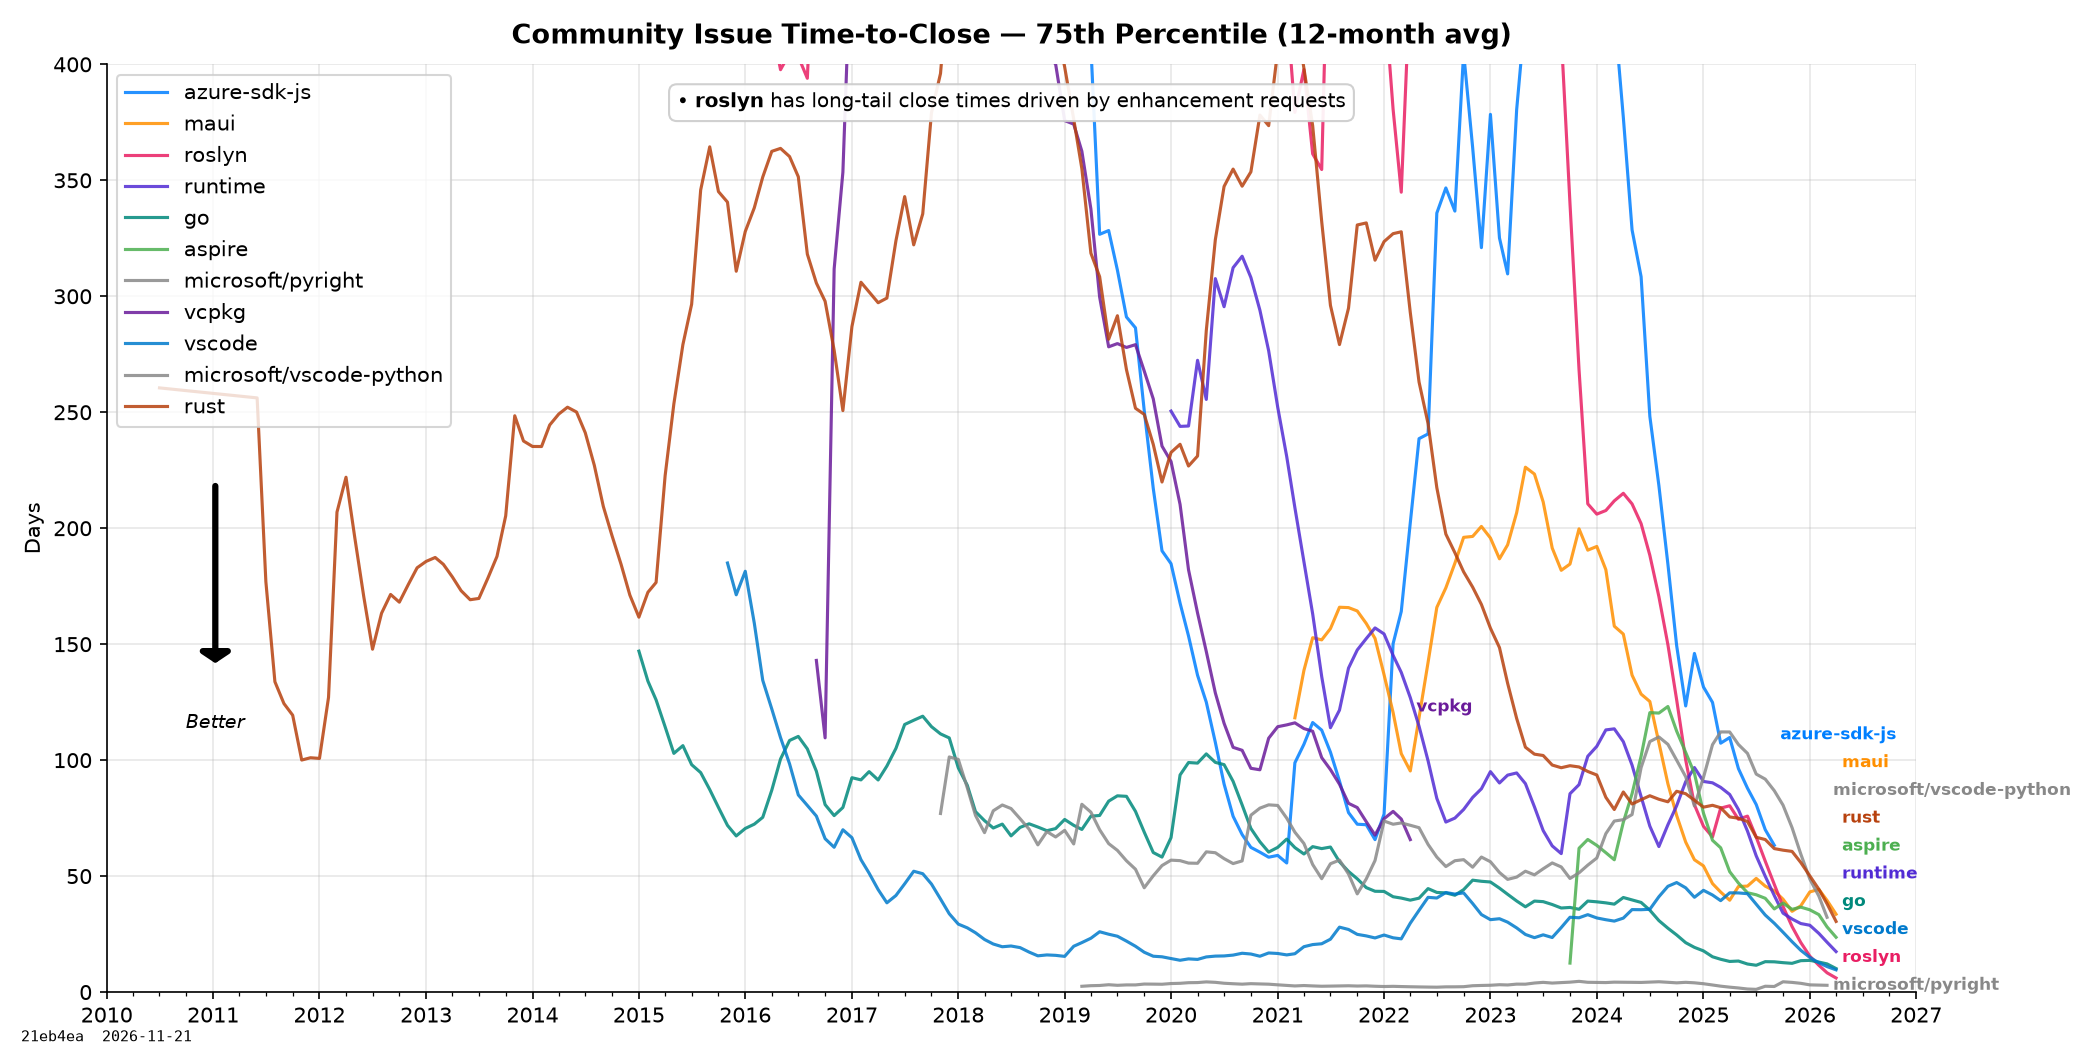 Community Issue Time-to-Close — 75th Percentile (12-month avg)
400
350
300
250
200
150
100
50
0
Days
azure-sdk-js
maui
roslyn
runtime
go
aspire
microsoft/pyright
vcpkg
vscode
microsoft/vscode-python
rust
• roslyn has long-tail close times driven by enhancement requests
Better
vcpkg
azure-sdk-js
maui
microsoft/vscode-python
rust
aspire
runtime
go
vscode
roslyn
microsoft/pyright
2010 2011 2012 2013 2014 2015 2016 2017 2018 2019 2020 2021 2022 2023 2024 2025 2026 2027
21eb4ea 2026-11-21